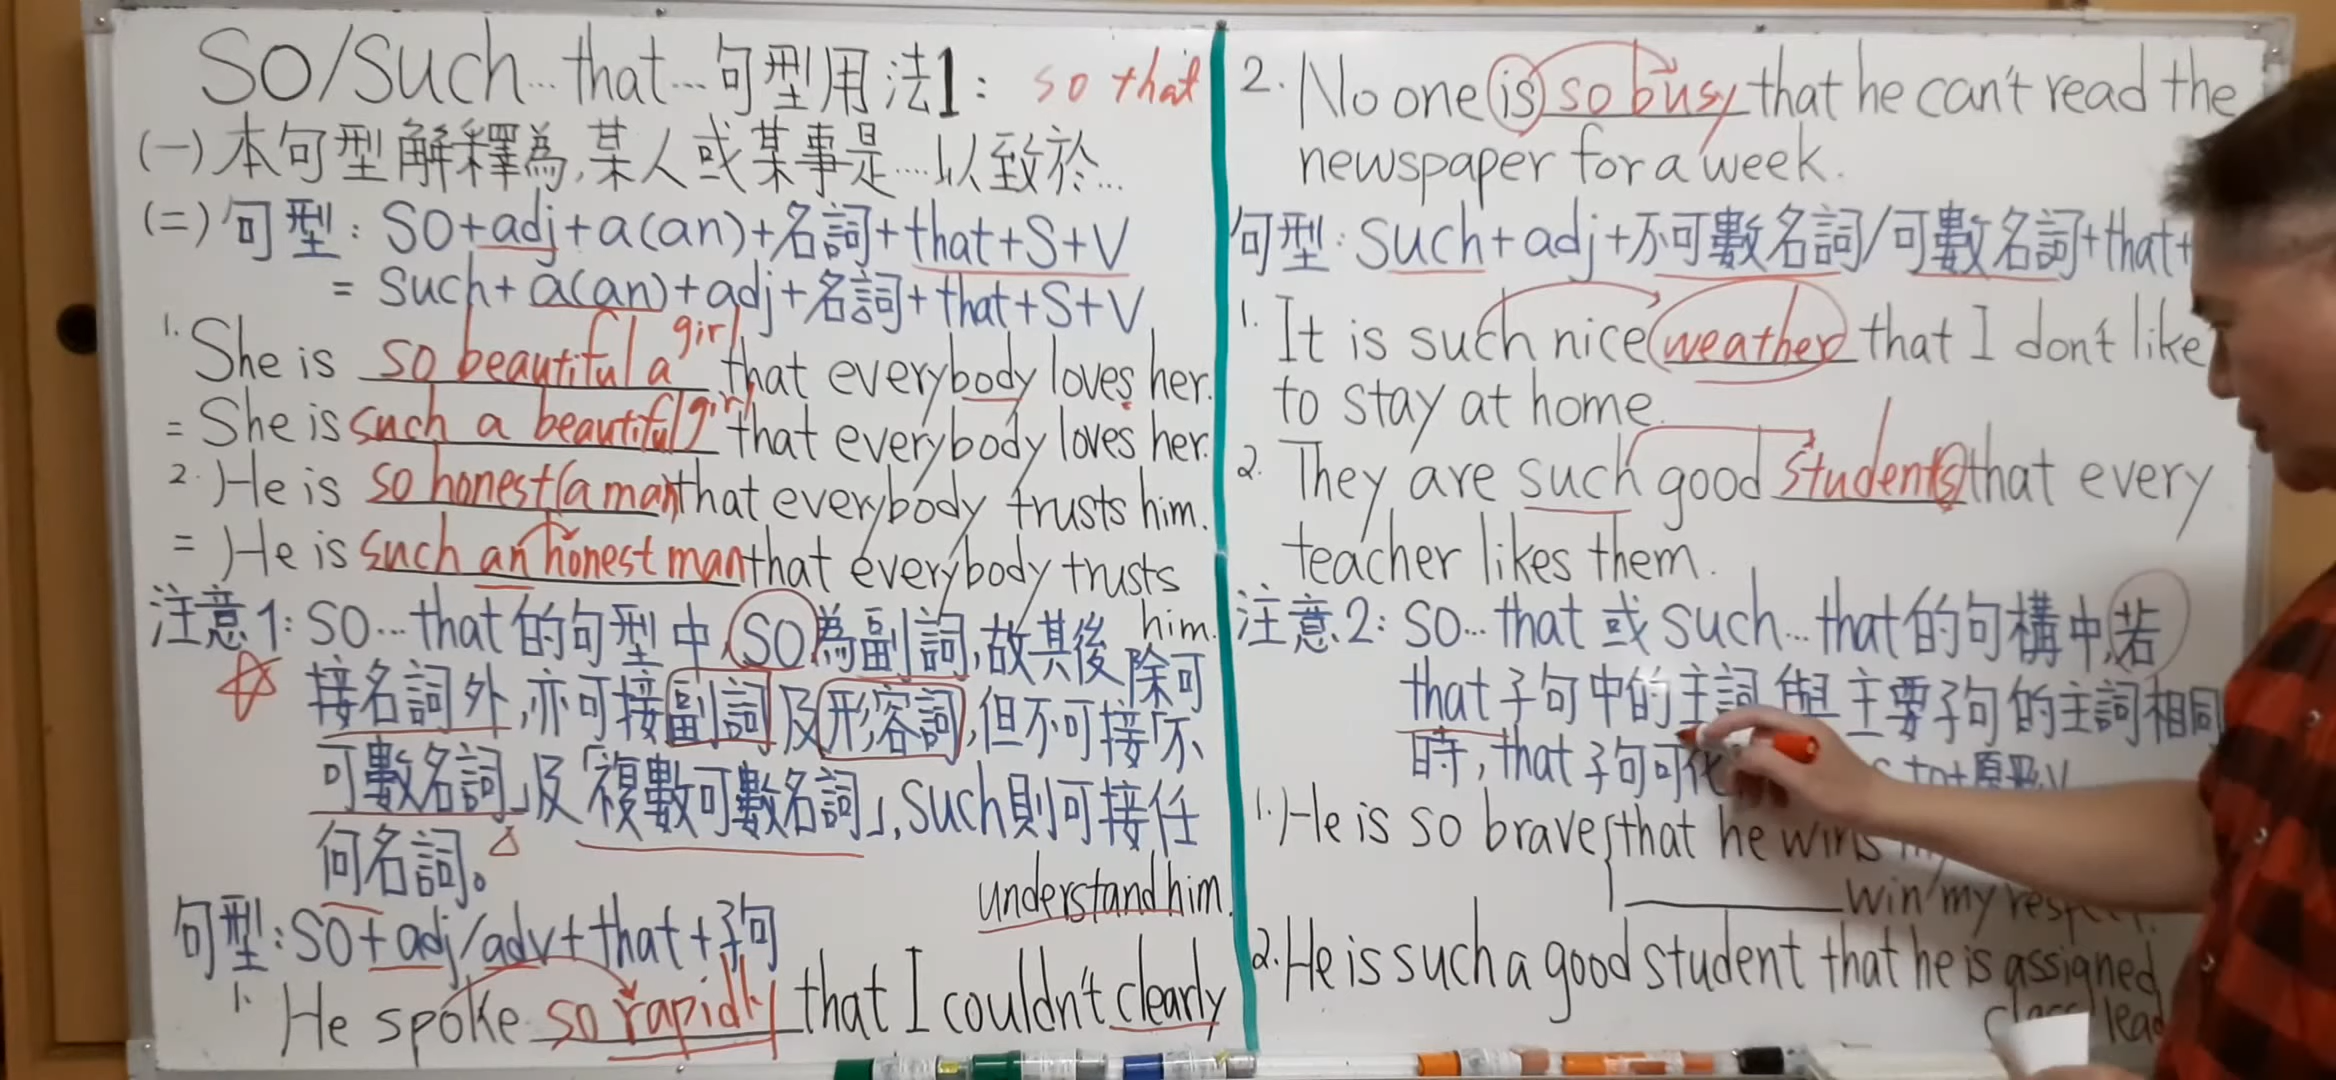 so/such…that…句型用法1: so that
(一)本句型解釋為,某人或某事是…以致於…
(二)句型: so+adj+a(an)+名詞+that+S+V
= such+a(an)+adj+名詞+that+S+V
1. She is so beautiful a girl that everybody loves her.
= She is such a beautiful girl that everybody loves her.
2. He is so honest (a man) that everybody trusts him.
= He is such an honest man that everybody trusts
him.
注意1: so…that的句型中,so為副詞,故其後除可
接名詞外,亦可接副詞及形容詞,但不可接「不
可數名詞」及「複數可數名詞」,such則可接任
何名詞。
句型: so+adj/adv+that+子句
understand him.
1. He spoke so rapidly that I couldn't clearly
2. No one is so busy that he can't read the
newspaper for a week.
句型: such+adj+不可數名詞/可數名詞+that+
1. It is such nice weather that I don't like
to stay at home.
2. They are such good students that every
teacher likes them.
注意2: so…that 或 such…that的句構中,若
that子句中的主詞與主要子句的主詞相同
時,that子句可化 to+原形V
1. He is so brave that he wins
win my respect.
2. He is such a good student that he is assigned
class lead